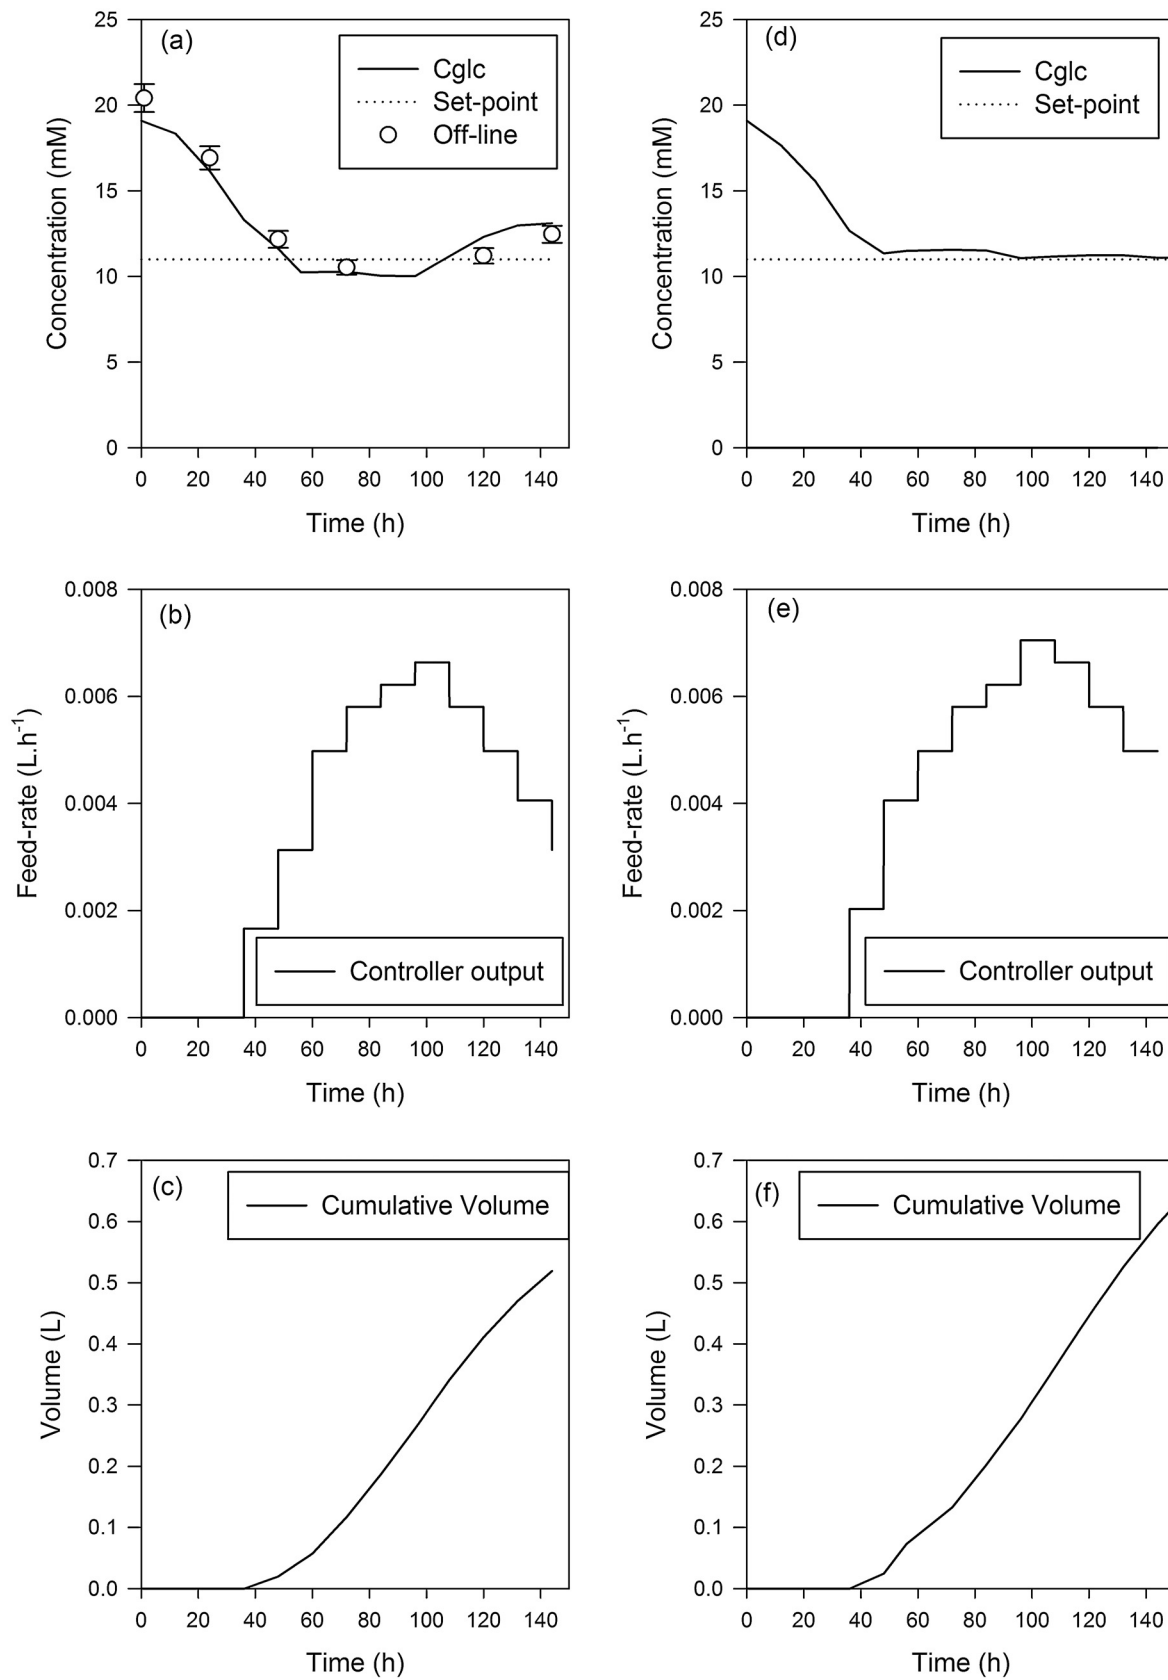 (a)
Cglc
Set-point
Off-line
Concentration (mM)
25
20
15
10
5
0
0 20 40 60 80 100 120 140
Time (h)
(d)
Cglc
Set-point
Concentration (mM)
25
20
15
10
5
0
0 20 40 60 80 100 120 140
Time (h)
(b)
Controller output
Feed-rate (L.h⁻¹)
0.008
0.006
0.004
0.002
0.000
0 20 40 60 80 100 120 140
Time (h)
(e)
Controller output
Feed-rate (L.h⁻¹)
0.008
0.006
0.004
0.002
0.000
0 20 40 60 80 100 120 140
Time (h)
(c)
Cumulative Volume
Volume (L)
0.7
0.6
0.5
0.4
0.3
0.2
0.1
0.0
0 20 40 60 80 100 120 140
Time (h)
(f)
Cumulative Volume
Volume (L)
0.7
0.6
0.5
0.4
0.3
0.2
0.1
0.0
0 20 40 60 80 100 120 140
Time (h)